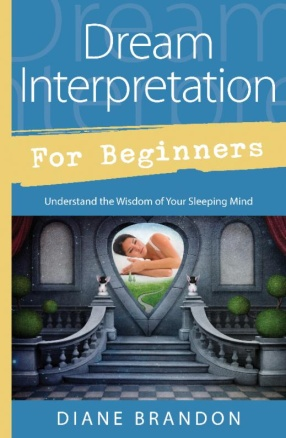 Dream
Interpretation
For Beginners
Understand the Wisdom of Your Sleeping Mind
DIANE BRANDON